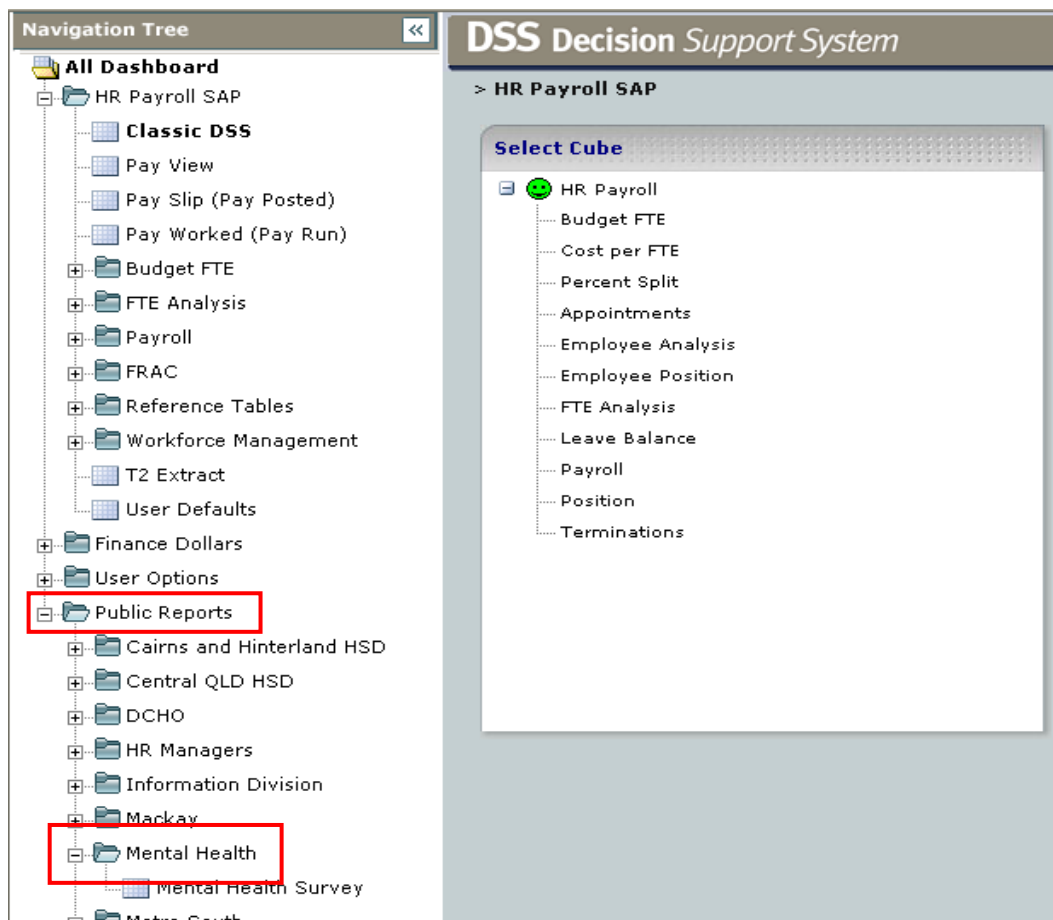 Navigation Tree
All Dashboard
HR Payroll SAP
Classic DSS
Pay View
Pay Slip (Pay Posted)
Pay Worked (Pay Run)
Budget FTE
FTE Analysis
Payroll
FRAC
Reference Tables
Workforce Management
T2 Extract
User Defaults
Finance Dollars
User Options
Public Reports
Cairns and Hinterland HSD
Central QLD HSD
DCHO
HR Managers
Information Division
Mackay
Mental Health
Mental Health Survey
Metro South
DSS Decision Support System
> HR Payroll SAP
Select Cube
HR Payroll
Budget FTE
Cost per FTE
Percent Split
Appointments
Employee Analysis
Employee Position
FTE Analysis
Leave Balance
Payroll
Position
Terminations